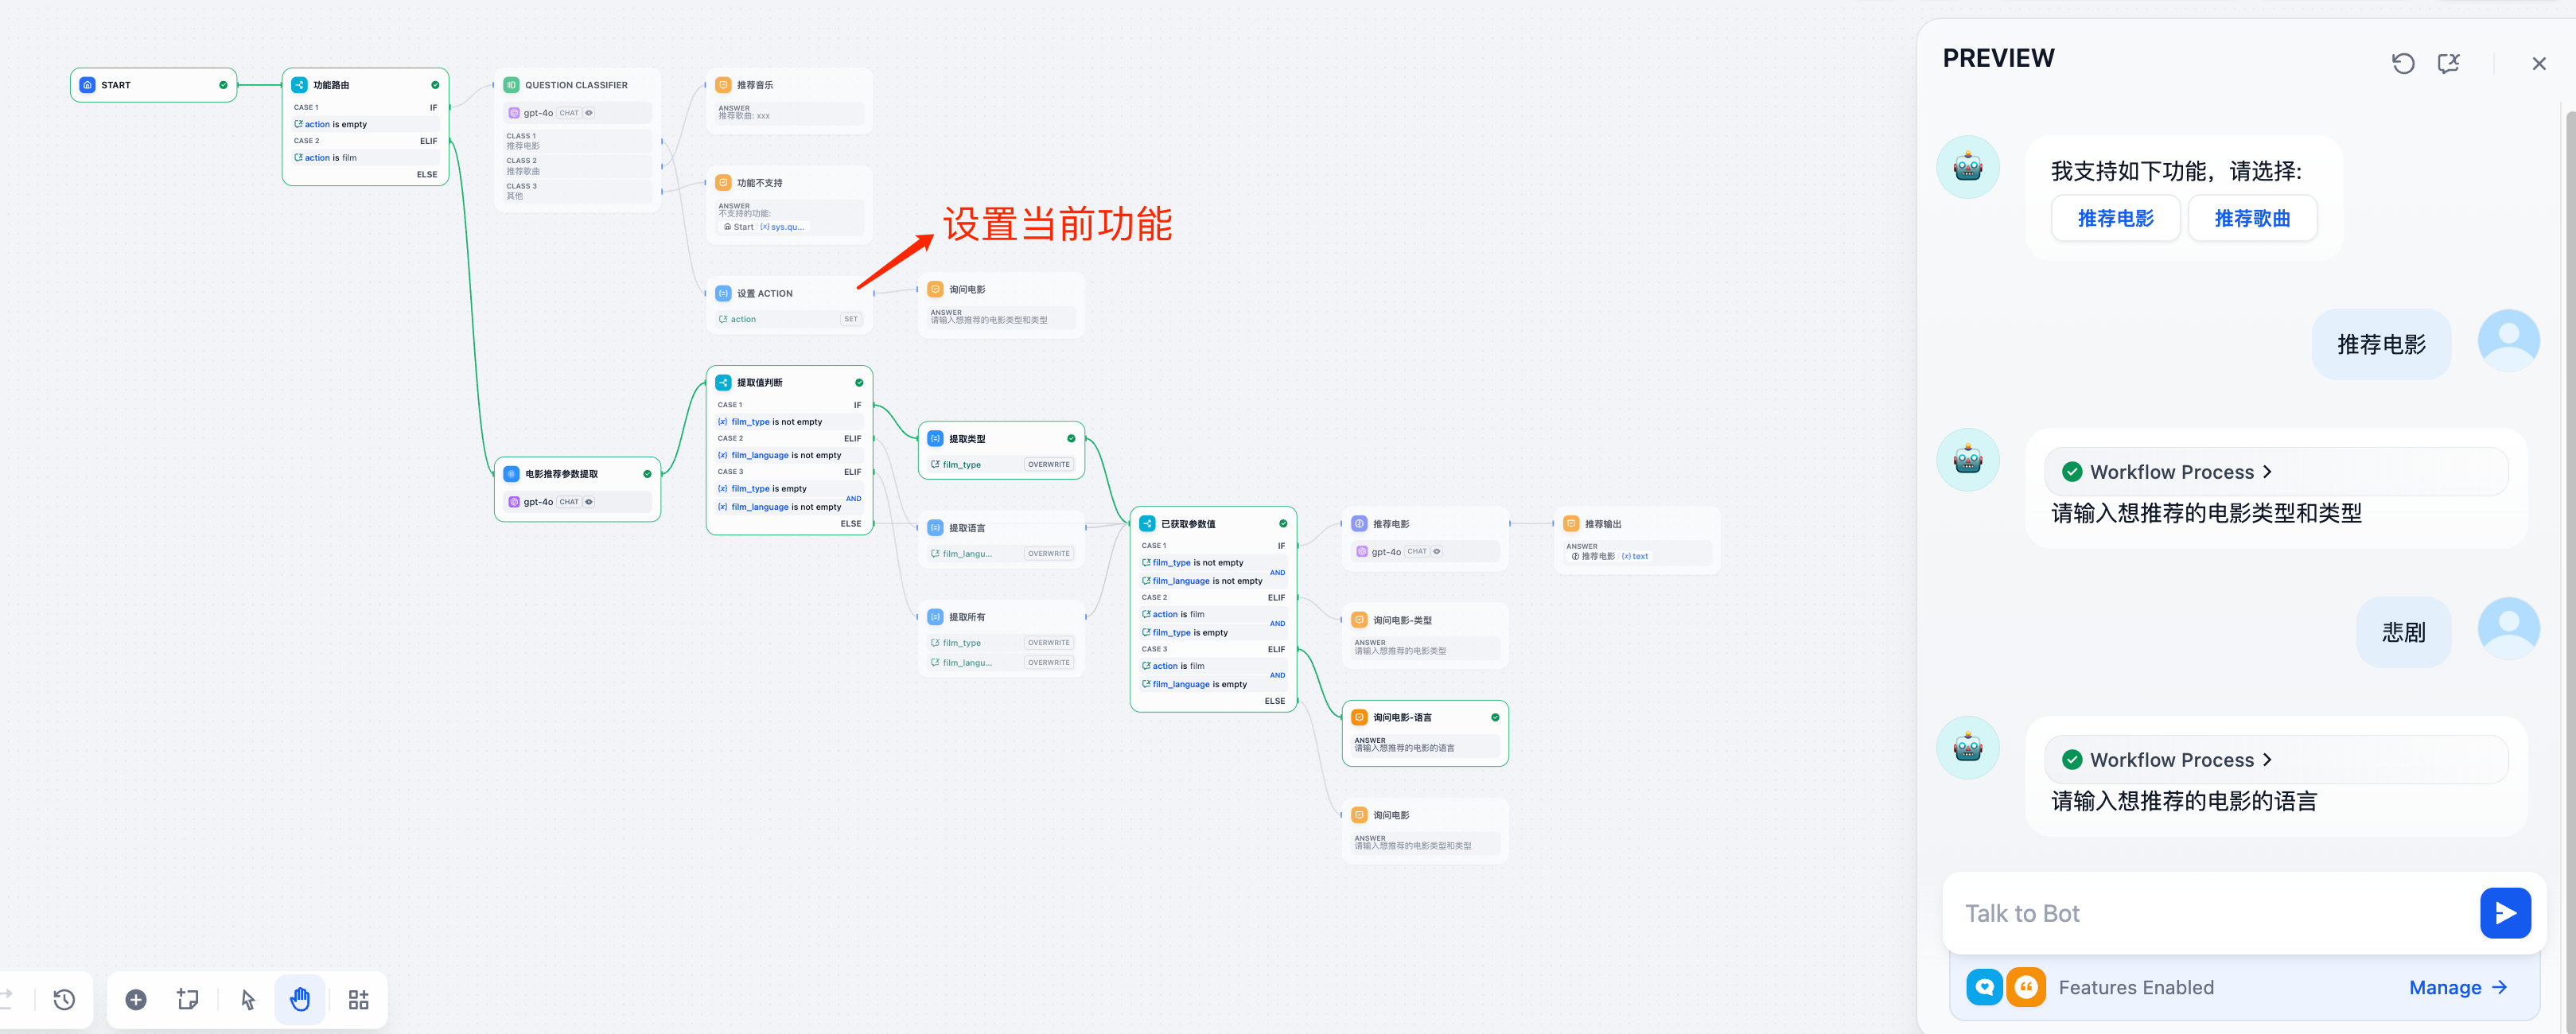 START
功能路由
CASE 1
IF
action is empty
CASE 2
ELIF
action is film
ELSE
QUESTION CLASSIFIER
gpt-4o CHAT
CLASS 1
推荐电影
CLASS 2
推荐歌曲
CLASS 3
其他
推荐音乐
ANSWER
推荐歌曲: xxx
功能不支持
ANSWER
不支持的功能:
Start {x} sys.qu...
设置当前功能
设置 ACTION
action SET
询问电影
ANSWER
请输入想推荐的电影类型和类型
电影推荐参数提取
gpt-4o CHAT
提取值判断
CASE 1
IF
{x} film_type is not empty
CASE 2
ELIF
{x} film_language is not empty
CASE 3
ELIF
{x} film_type is empty
AND
{x} film_language is not empty
ELSE
提取类型
film_type OVERWRITE
提取语言
film_langu... OVERWRITE
提取所有
film_type OVERWRITE
film_langu... OVERWRITE
已获取参数值
CASE 1
IF
film_type is not empty
AND
film_language is not empty
CASE 2
ELIF
action is film
AND
film_type is empty
CASE 3
ELIF
action is film
AND
film_language is empty
ELSE
推荐电影
gpt-4o CHAT
推荐输出
ANSWER
推荐电影 {x} text
询问电影-类型
ANSWER
请输入想推荐的电影类型
询问电影-语言
ANSWER
请输入想推荐的电影的语言
询问电影
ANSWER
请输入想推荐的电影类型和类型
PREVIEW
我支持如下功能，请选择:
推荐电影 推荐歌曲
推荐电影
Workflow Process
请输入想推荐的电影类型和类型
悲剧
Workflow Process
请输入想推荐的电影的语言
Talk to Bot
Features Enabled
Manage →